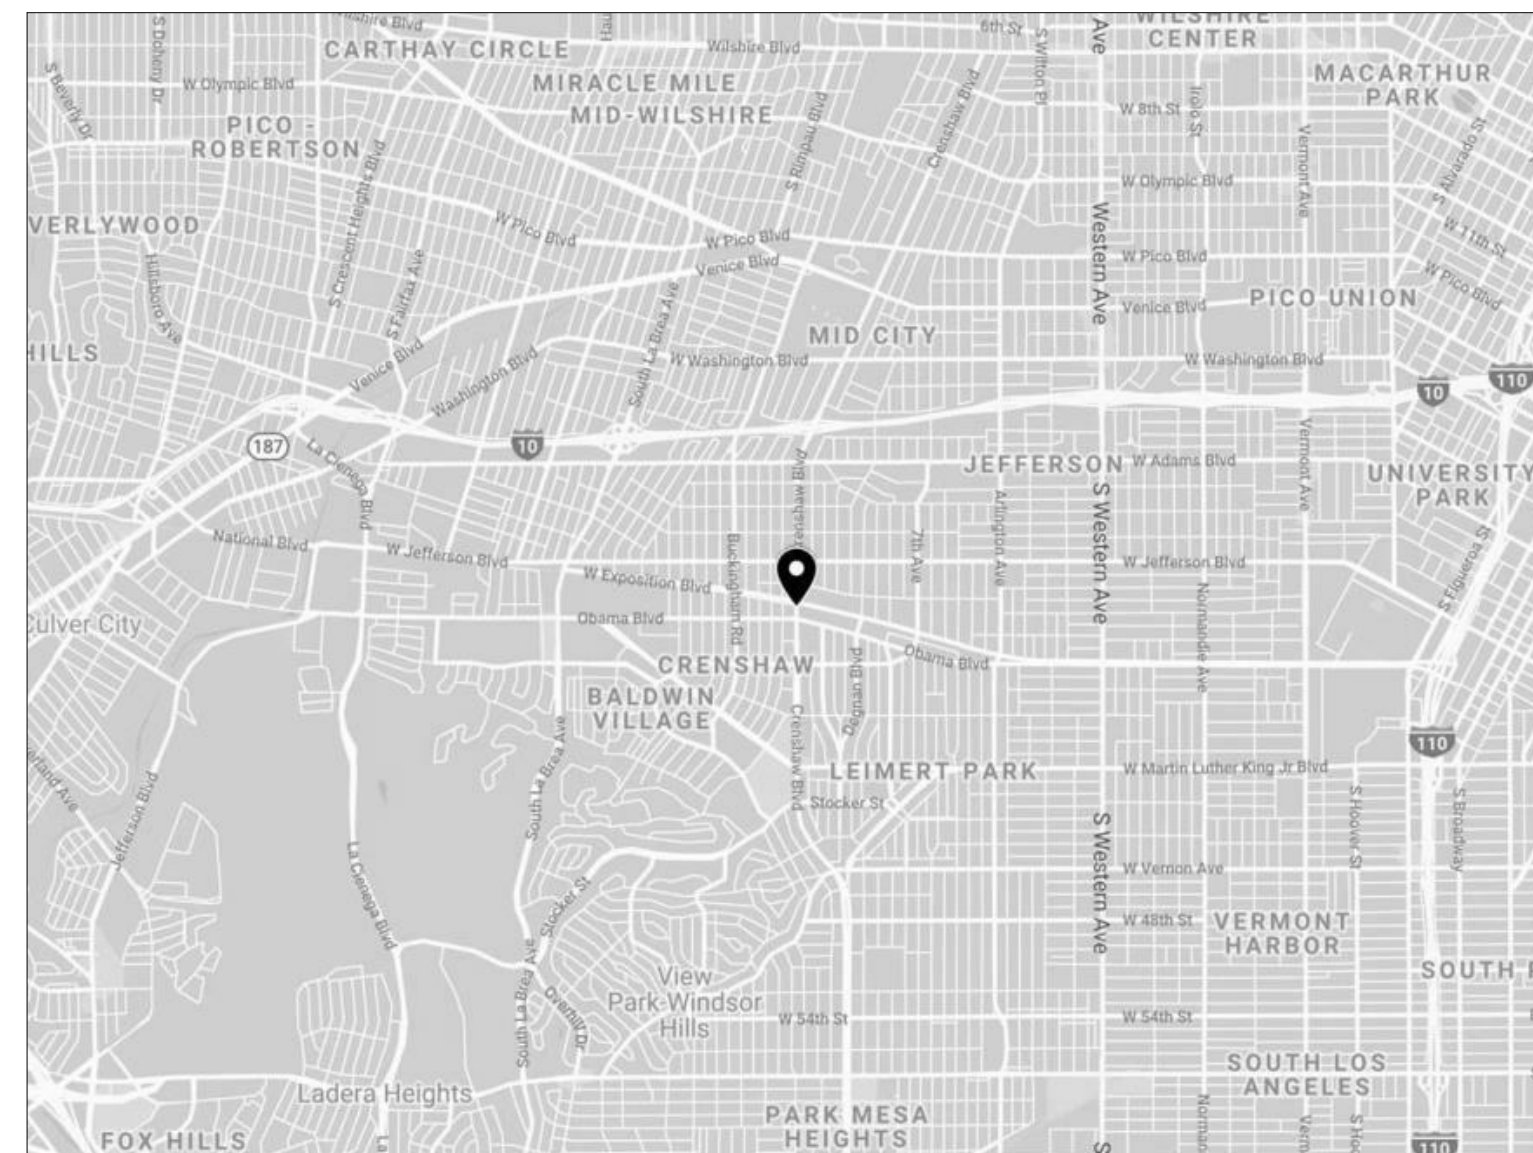 Wilshire Blvd
S Doheny Dr
CARTHAY CIRCLE
Wilshire Blvd
6th St
S Wilton Pl
Ave
WILSHIRE
CENTER
S Beverly Dr
W Olympic Blvd
MIRACLE MILE
MID-WILSHIRE
S Rimpau Blvd
Crenshaw Blvd
W 8th St
Irolo St
MACARTHUR
PARK
PICO -
ROBERTSON
Vermont Ave
S Alvarado St
W Olympic Blvd
S Crescent Heights Blvd
VERLYWOOD
W Pico Blvd
W Pico Blvd
Western Ave
W Pico Blvd
W 11th St
Hillsboro Ave
S Fairfax Ave
Venice Blvd
South La Brea Ave
W Pico Blvd
Venice Blvd
PICO UNION
HILLS
MID CITY
Venice Blvd
Washington Blvd
W Washington Blvd
W Washington Blvd
10
110
187
La Cienega Blvd
10
Crenshaw Blvd
JEFFERSON
W Adams Blvd
Vermont Ave
UNIVERSITY
PARK
National Blvd
W Jefferson Blvd
Buckingham Rd
7th Ave
Arlington Ave
S Western Ave
W Jefferson Blvd
S Figueroa St
W Exposition Blvd
Culver City
Obama Blvd
Normandie Ave
CRENSHAW
Degnan Blvd
Obama Blvd
BALDWIN
VILLAGE
South La Brea Ave
Crenshaw Blvd
110
Jefferson Blvd
LEIMERT PARK
W Martin Luther King Jr Blvd
Stocker St
S Hoover St
S Broadway
La Cienega Blvd
Stocker St
S Western Ave
W Vernon Ave
W 48th St
VERMONT
HARBOR
South La Brea Ave
Overhill Dr
View
Park-Windsor
Hills
SOUTH
W 54th St
W 54th St
Ladera Heights
SOUTH LOS
ANGELES
FOX HILLS
PARK MESA
HEIGHTS
110